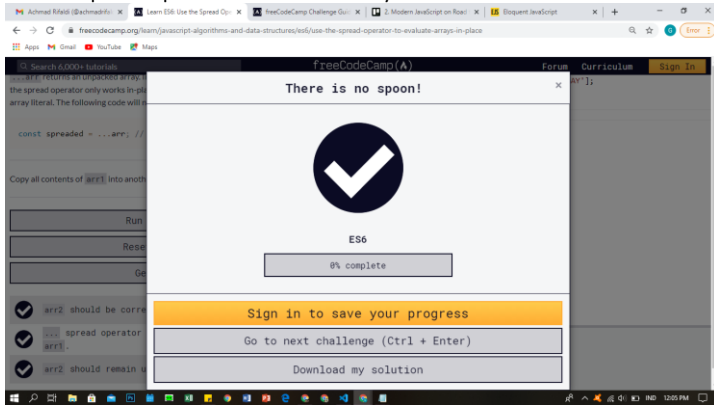 Achmad Rifaldi (@achmadrifa
Learn ES6: Use the Spread Op
freeCodeCamp Challenge Guid
2. Modern JavaScript on Road
Eloquent JavaScript
freecodecamp.org/learn/javascript-algorithms-and-data-structures/es6/use-the-spread-operator-to-evaluate-arrays-in-place
G
Error
Apps
Gmail
YouTube
Maps
Search 6,000+ tutorials
freeCodeCamp(🔥)
Forum
Curriculum
Sign In
...arr returns an unpacked array.
the spread operator only works in-pla
array literal. The following code will n
const spreaded = ...arr; //
Copy all contents of arr1 into anoth
Run
Rese
Ge
arr2 should be corre
... spread operator
arr1.
arr2 should remain u
AY'];
There is no spoon!
×
ES6
0% complete
Sign in to save your progress
Go to next challenge (Ctrl + Enter)
Download my solution
IND
12:05 PM